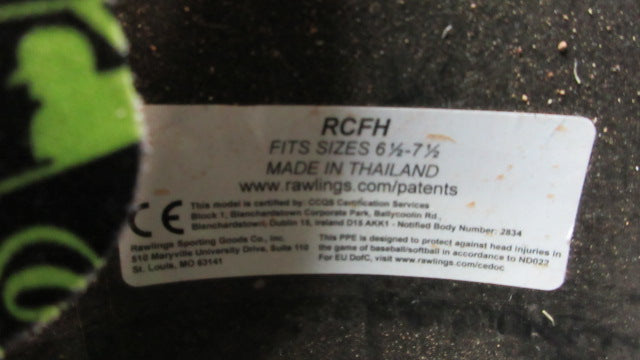 RCFH
FITS SIZES 6 ½-7 ½
MADE IN THAILAND
www.rawlings.com/patents
CE
This model is certified by: CCQS Certification Services
Block 1, Blanchardstown Corporate Park, Ballycoolin Rd.,
Blanchardstown, Dublin 15, Ireland D15 AKK1 - Notified Body Number: 2834
Rawlings Sporting Goods Co., Inc.
510 Maryville University Drive, Suite 110
St. Louis, MO 63141
This PPE is designed to protect against head injuries in
the game of baseball/softball in accordance to ND022
For EU DofC, visit www.rawlings.com/cedoc.